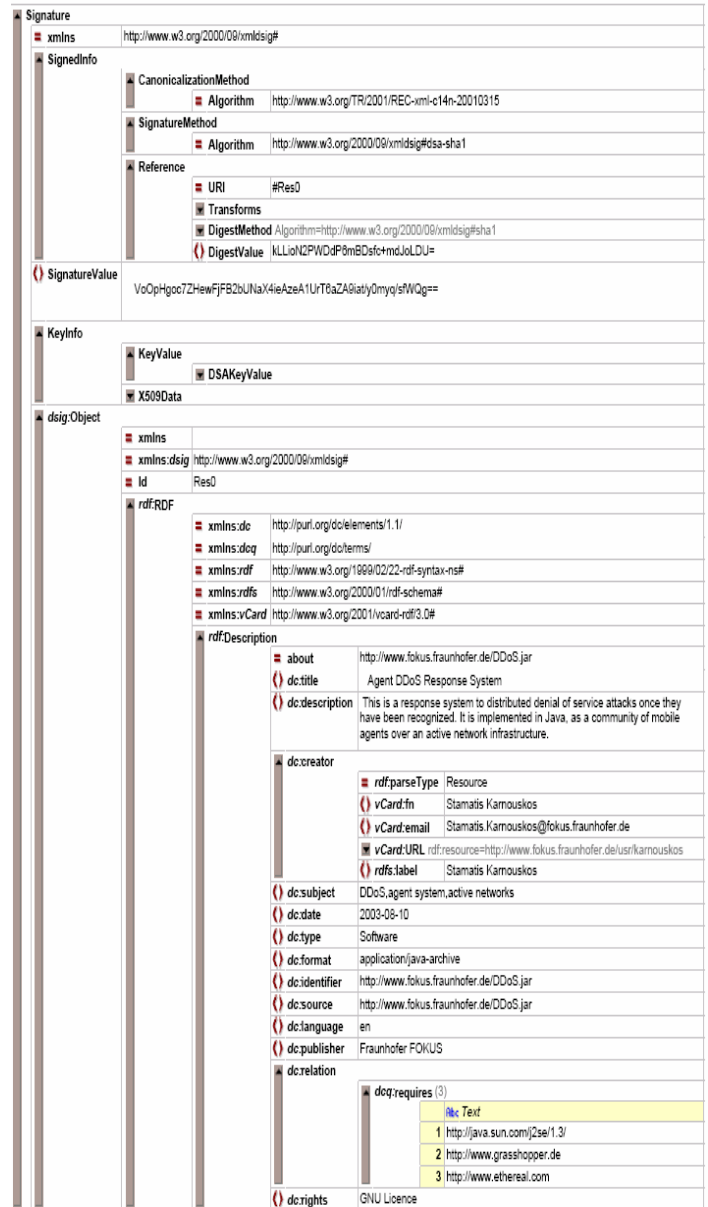 Signature
xmlns http://www.w3.org/2000/09/xmldsig#
SignedInfo
CanonicalizationMethod
Algorithm http://www.w3.org/TR/2001/REC-xml-c14n-20010315
SignatureMethod
Algorithm http://www.w3.org/2000/09/xmldsig#dsa-sha1
Reference
URI #Res0
Transforms
DigestMethod Algorithm=http://www.w3.org/2000/09/xmldsig#sha1
DigestValue kLLioN2PWDdP6mBDsfc+mdJoLDU=
SignatureValue
VoOpHgoc7ZHewFjFB2bUNaX4ieAzeA1UrT6aZA9iat/y0myq/sfWQg==
KeyInfo
KeyValue
DSAKeyValue
X509Data
dsig:Object
xmlns
xmlns:dsig http://www.w3.org/2000/09/xmldsig#
Id Res0
rdf:RDF
xmlns:dc http://purl.org/dc/elements/1.1/
xmlns:dcq http://purl.org/dc/terms/
xmlns:rdf http://www.w3.org/1999/02/22-rdf-syntax-ns#
xmlns:rdfs http://www.w3.org/2000/01/rdf-schema#
xmlns:vCard http://www.w3.org/2001/vcard-rdf/3.0#
rdf:Description
about http://www.fokus.fraunhofer.de/DDoS.jar
dc:title Agent DDoS Response System
dc:description This is a response system to distributed denial of service attacks once they
have been recognized. It is implemented in Java, as a community of mobile
agents over an active network infrastructure.
dc:creator
rdf:parseType Resource
vCard:fn Stamatis Karnouskos
vCard:email Stamatis.Karnouskos@fokus.fraunhofer.de
vCard:URL rdf:resource=http://www.fokus.fraunhofer.de/usr/karnouskos
rdfs:label Stamatis Karnouskos
dc:subject DDoS,agent system,active networks
dc:date 2003-08-10
dc:type Software
dc:format application/java-archive
dc:identifier http://www.fokus.fraunhofer.de/DDoS.jar
dc:source http://www.fokus.fraunhofer.de/DDoS.jar
dc:language en
dc:publisher Fraunhofer FOKUS
dc:relation
dcq:requires (3)
Abc Text
1 http://java.sun.com/j2se/1.3/
2 http://www.grasshopper.de
3 http://www.ethereal.com
dc:rights GNU Licence